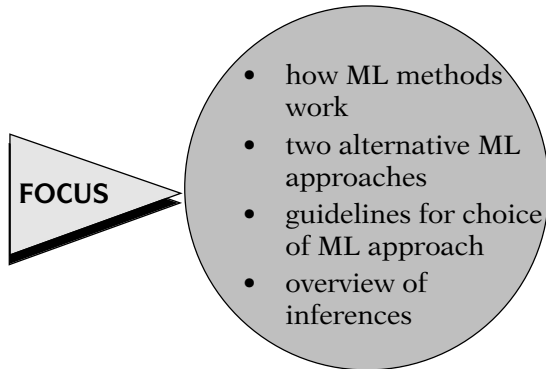 FOCUS
• how ML methods
work
• two alternative ML
approaches
• guidelines for choice
of ML approach
• overview of
inferences